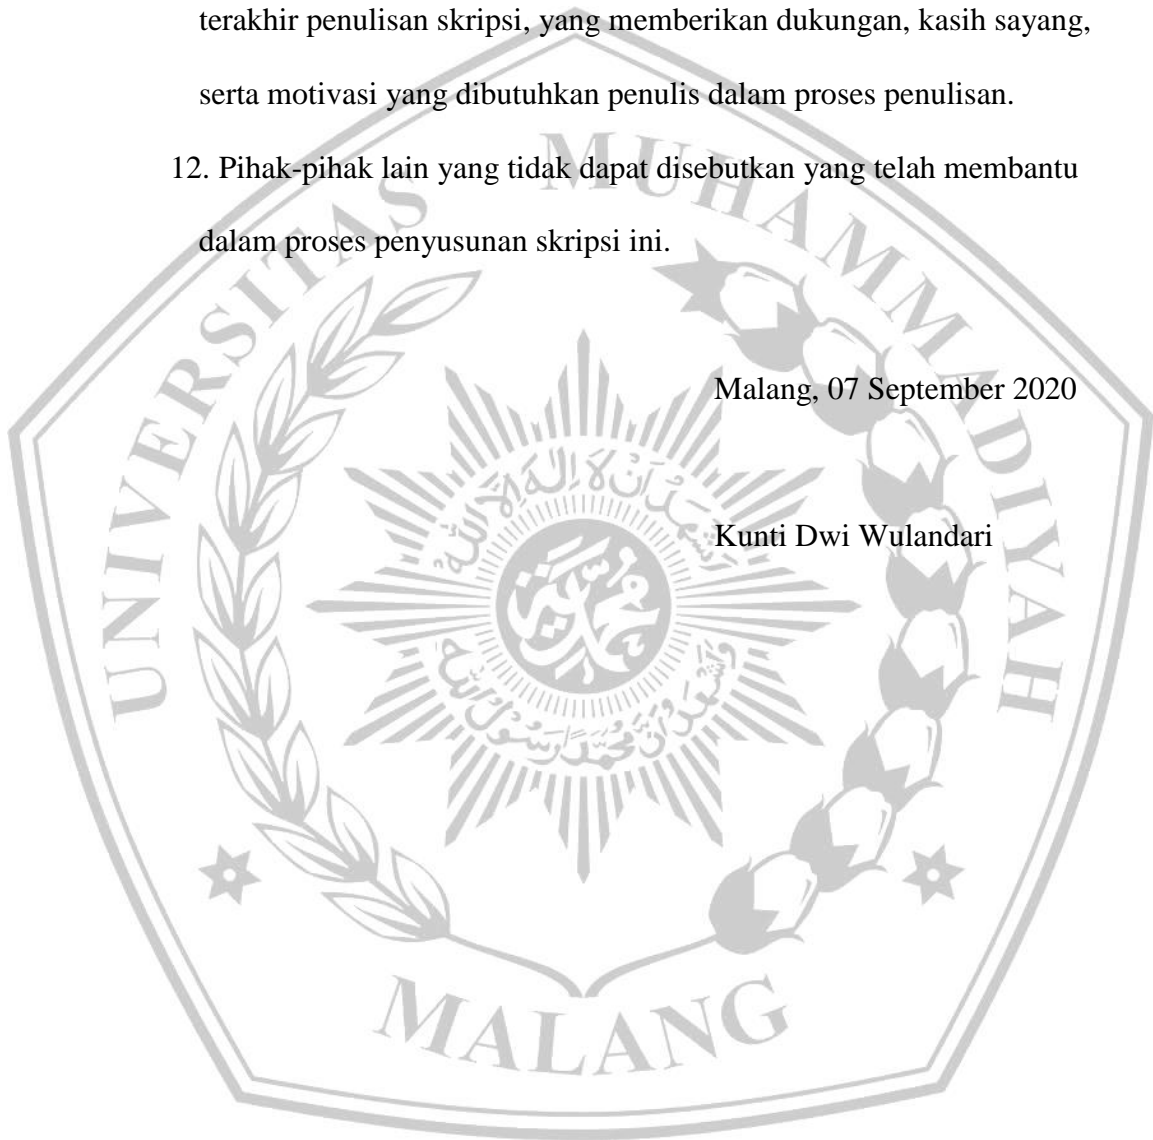 terakhir penulisan skripsi, yang memberikan dukungan, kasih sayang,
serta motivasi yang dibutuhkan penulis dalam proses penulisan.
12. Pihak-pihak lain yang tidak dapat disebutkan yang telah membantu
dalam proses penyusunan skripsi ini.
Malang, 07 September 2020
Kunti Dwi Wulandari
UNIVERSITAS MUHAMMADIYAH
MALANG